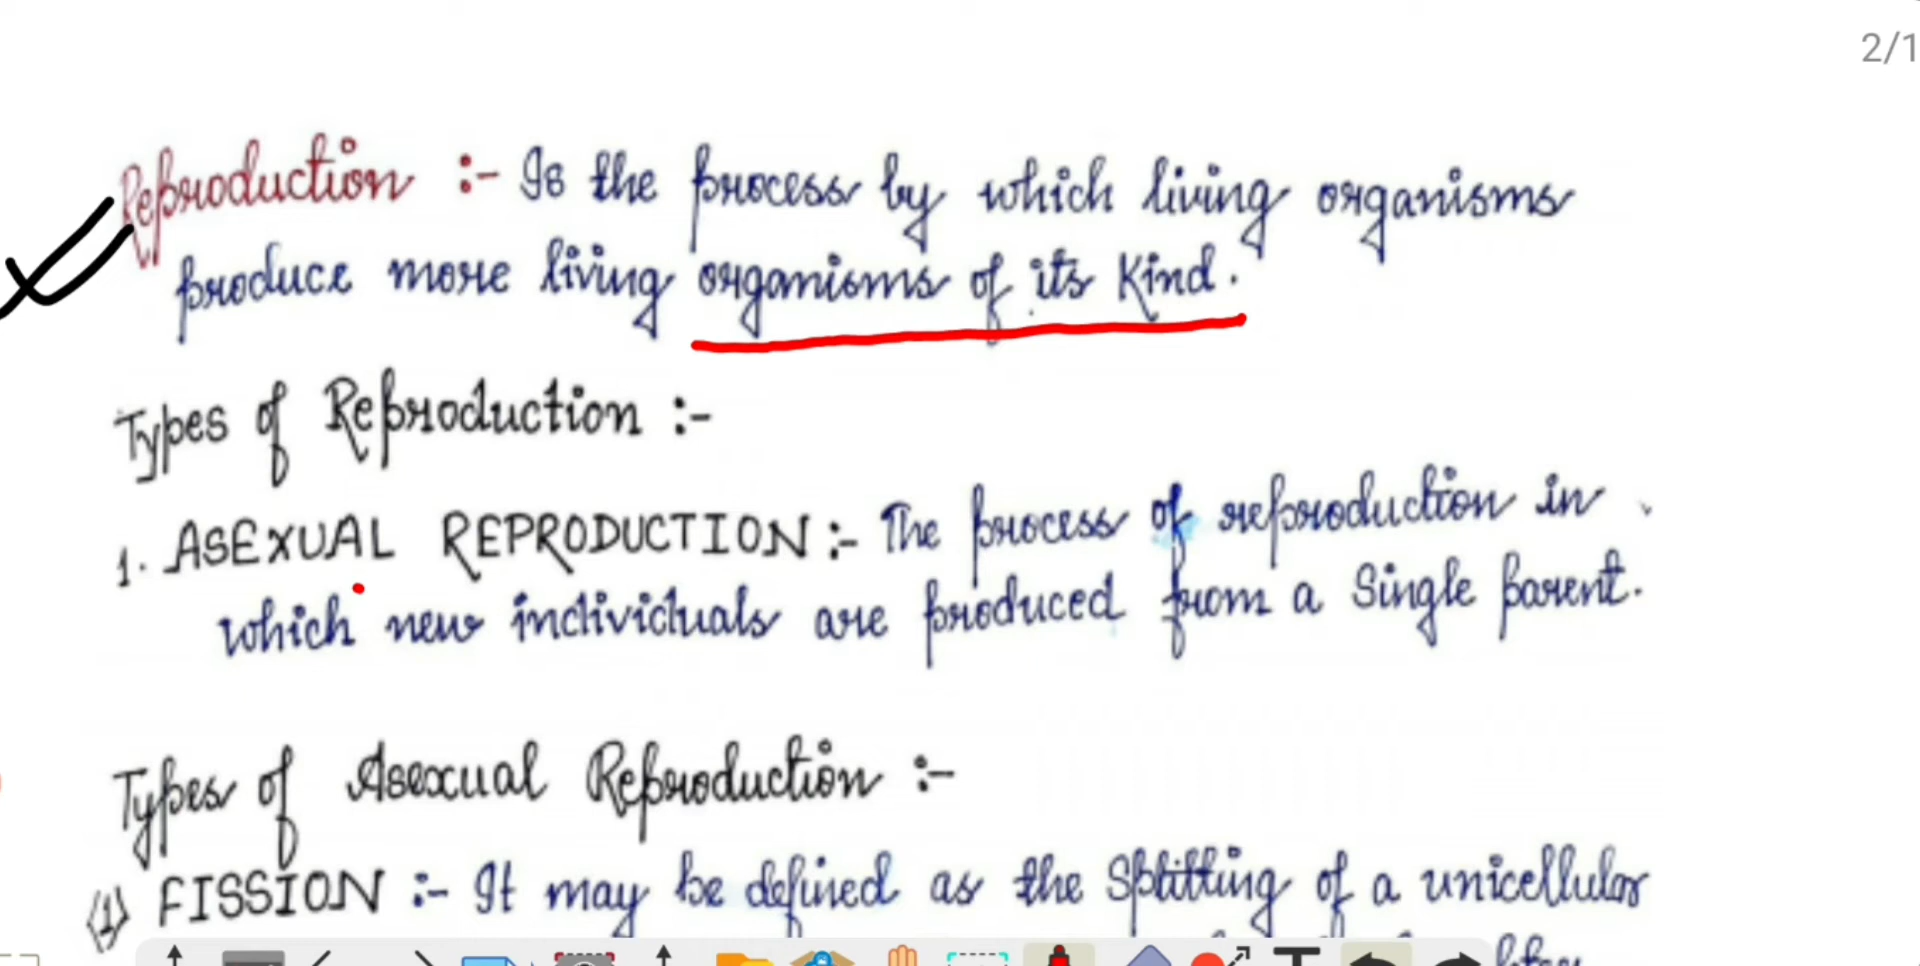 2/1
Reproduction :- Is the process by which living organisms
produce more living organisms of its Kind.
Types of Reproduction :-
1. ASEXUAL REPRODUCTION :- The process of reproduction in
which new individuals are produced from a Single parent.
Types of Asexual Reproduction :-
(1) FISSION :- It may be defined as the Splitting of a unicellular